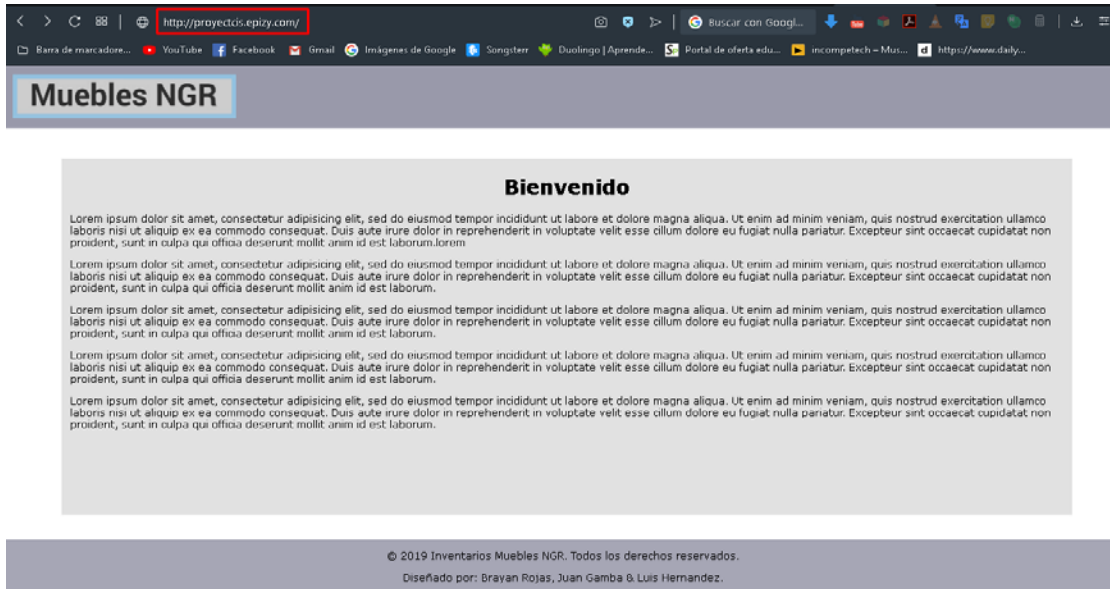 http://proyectcis.epizy.com/
Buscar con Googl...
Barra de marcadore...
YouTube
Facebook
Gmail
Imágenes de Google
Songsterr
Duolingo | Aprende...
Portal de oferta edu...
incompetech – Mus...
https://www.daily...
Muebles NGR
Bienvenido
Lorem ipsum dolor sit amet, consectetur adipisicing elit, sed do eiusmod tempor incididunt ut labore et dolore magna aliqua. Ut enim ad minim veniam, quis nostrud exercitation ullamco
laboris nisi ut aliquip ex ea commodo consequat. Duis aute irure dolor in reprehenderit in voluptate velit esse cillum dolore eu fugiat nulla pariatur. Excepteur sint occaecat cupidatat non
proident, sunt in culpa qui officia deserunt mollit anim id est laborum.lorem
Lorem ipsum dolor sit amet, consectetur adipisicing elit, sed do eiusmod tempor incididunt ut labore et dolore magna aliqua. Ut enim ad minim veniam, quis nostrud exercitation ullamco
laboris nisi ut aliquip ex ea commodo consequat. Duis aute irure dolor in reprehenderit in voluptate velit esse cillum dolore eu fugiat nulla pariatur. Excepteur sint occaecat cupidatat non
proident, sunt in culpa qui officia deserunt mollit anim id est laborum.
Lorem ipsum dolor sit amet, consectetur adipisicing elit, sed do eiusmod tempor incididunt ut labore et dolore magna aliqua. Ut enim ad minim veniam, quis nostrud exercitation ullamco
laboris nisi ut aliquip ex ea commodo consequat. Duis aute irure dolor in reprehenderit in voluptate velit esse cillum dolore eu fugiat nulla pariatur. Excepteur sint occaecat cupidatat non
proident, sunt in culpa qui officia deserunt mollit anim id est laborum.
Lorem ipsum dolor sit amet, consectetur adipisicing elit, sed do eiusmod tempor incididunt ut labore et dolore magna aliqua. Ut enim ad minim veniam, quis nostrud exercitation ullamco
laboris nisi ut aliquip ex ea commodo consequat. Duis aute irure dolor in reprehenderit in voluptate velit esse cillum dolore eu fugiat nulla pariatur. Excepteur sint occaecat cupidatat non
proident, sunt in culpa qui officia deserunt mollit anim id est laborum.
Lorem ipsum dolor sit amet, consectetur adipisicing elit, sed do eiusmod tempor incididunt ut labore et dolore magna aliqua. Ut enim ad minim veniam, quis nostrud exercitation ullamco
laboris nisi ut aliquip ex ea commodo consequat. Duis aute irure dolor in reprehenderit in voluptate velit esse cillum dolore eu fugiat nulla pariatur. Excepteur sint occaecat cupidatat non
proident, sunt in culpa qui officia deserunt mollit anim id est laborum.
© 2019 Inventarios Muebles NGR. Todos los derechos reservados.
Diseñado por: Brayan Rojas, Juan Gamba & Luis Hernandez.